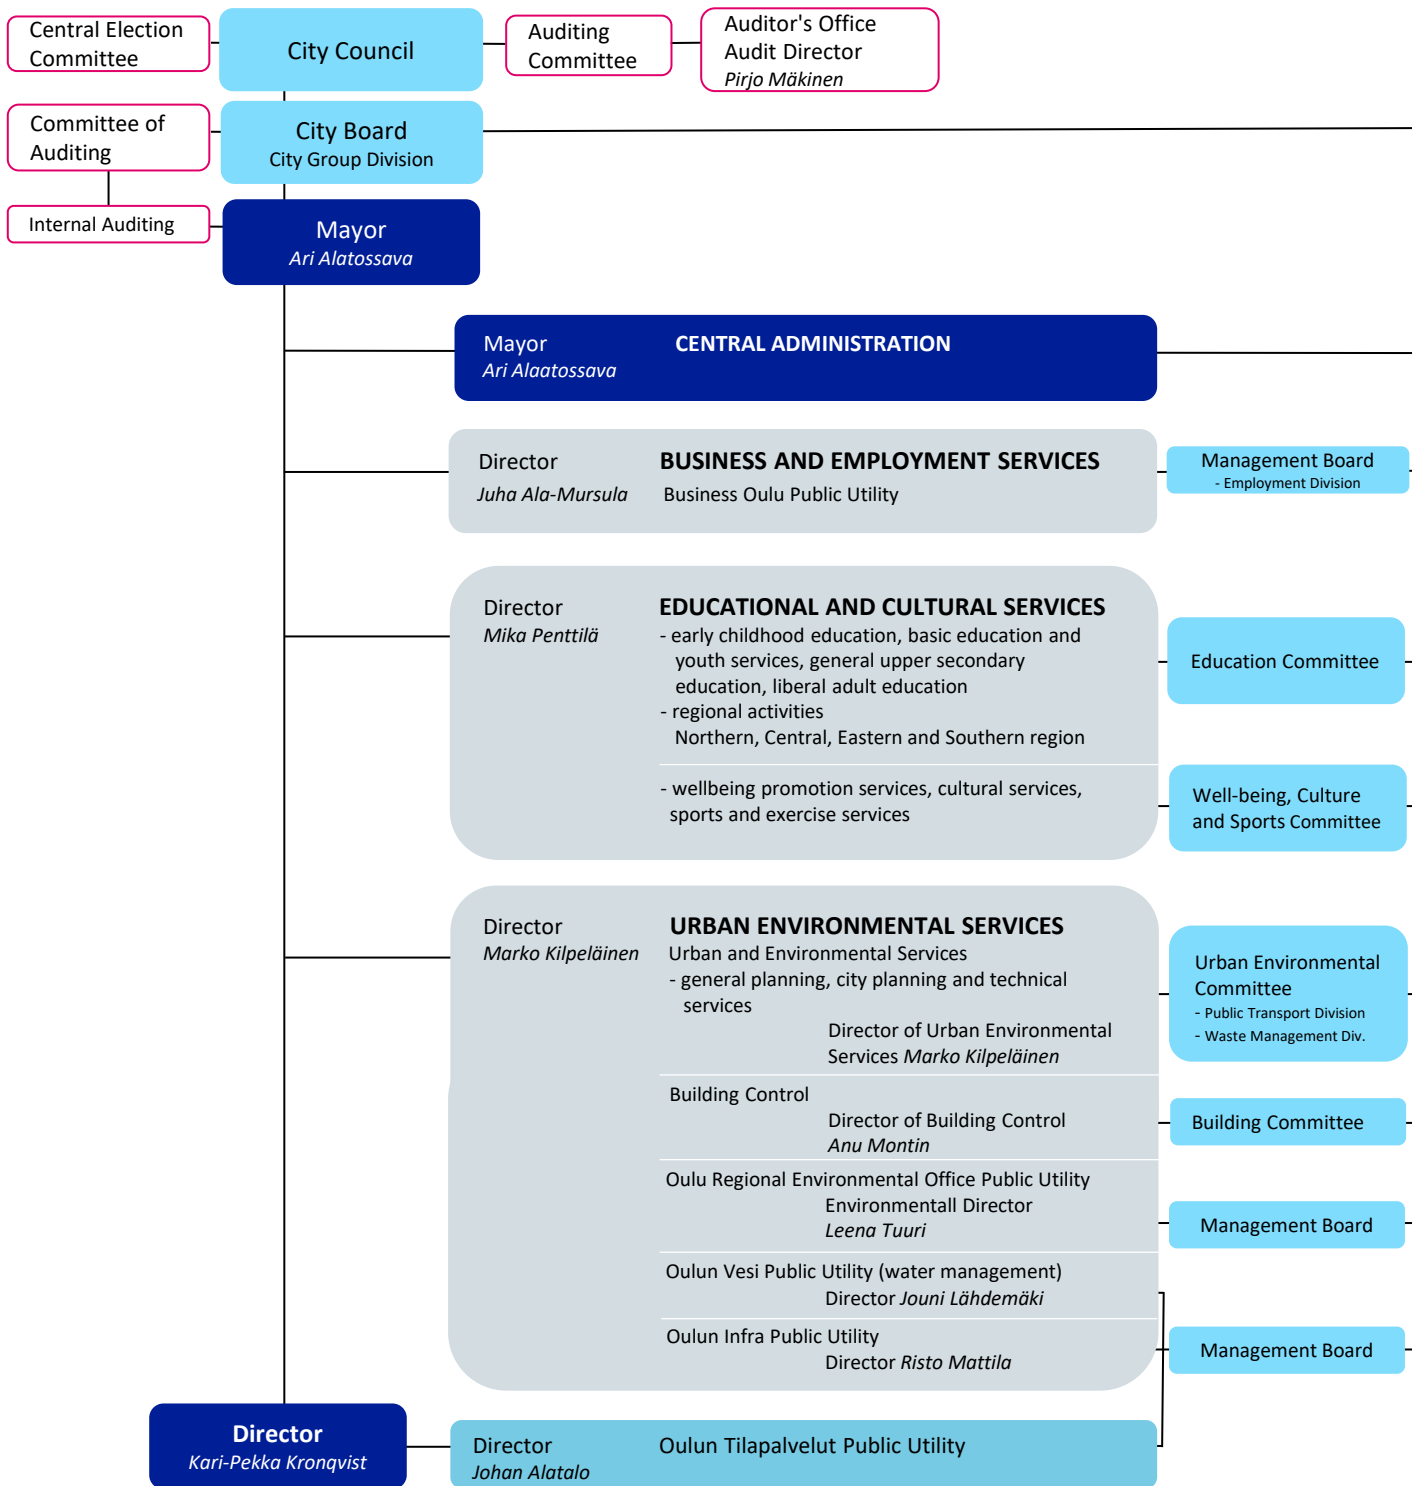 Central Election
Committee
City Council
Auditing
Committee
Auditor's Office
Audit Director
Pirjo Mäkinen
Committee of
Auditing
City Board
City Group Division
Internal Auditing
Mayor
Ari Alatossava
Mayor
Ari Alaatossava
CENTRAL ADMINISTRATION
Director
Juha Ala-Mursula
BUSINESS AND EMPLOYMENT SERVICES
Business Oulu Public Utility
Management Board
- Employment Division
Director
Mika Penttilä
EDUCATIONAL AND CULTURAL SERVICES
- early childhood education, basic education and
youth services, general upper secondary
education, liberal adult education
- regional activities
Northern, Central, Eastern and Southern region
Education Committee
- wellbeing promotion services, cultural services,
sports and exercise services
Well-being, Culture
and Sports Committee
Director
Marko Kilpeläinen
URBAN ENVIRONMENTAL SERVICES
Urban and Environmental Services
- general planning, city planning and technical
services
Director of Urban Environmental
Services Marko Kilpeläinen
Urban Environmental
Committee
- Public Transport Division
- Waste Management Div.
Building Control
Director of Building Control
Anu Montin
Building Committee
Oulu Regional Environmental Office Public Utility
Environmentall Director
Leena Tuuri
Management Board
Oulun Vesi Public Utility (water management)
Director Jouni Lähdemäki
Oulun Infra Public Utility
Director Risto Mattila
Management Board
Director
Kari-Pekka Kronqvist
Director
Johan Alatalo
Oulun Tilapalvelut Public Utility